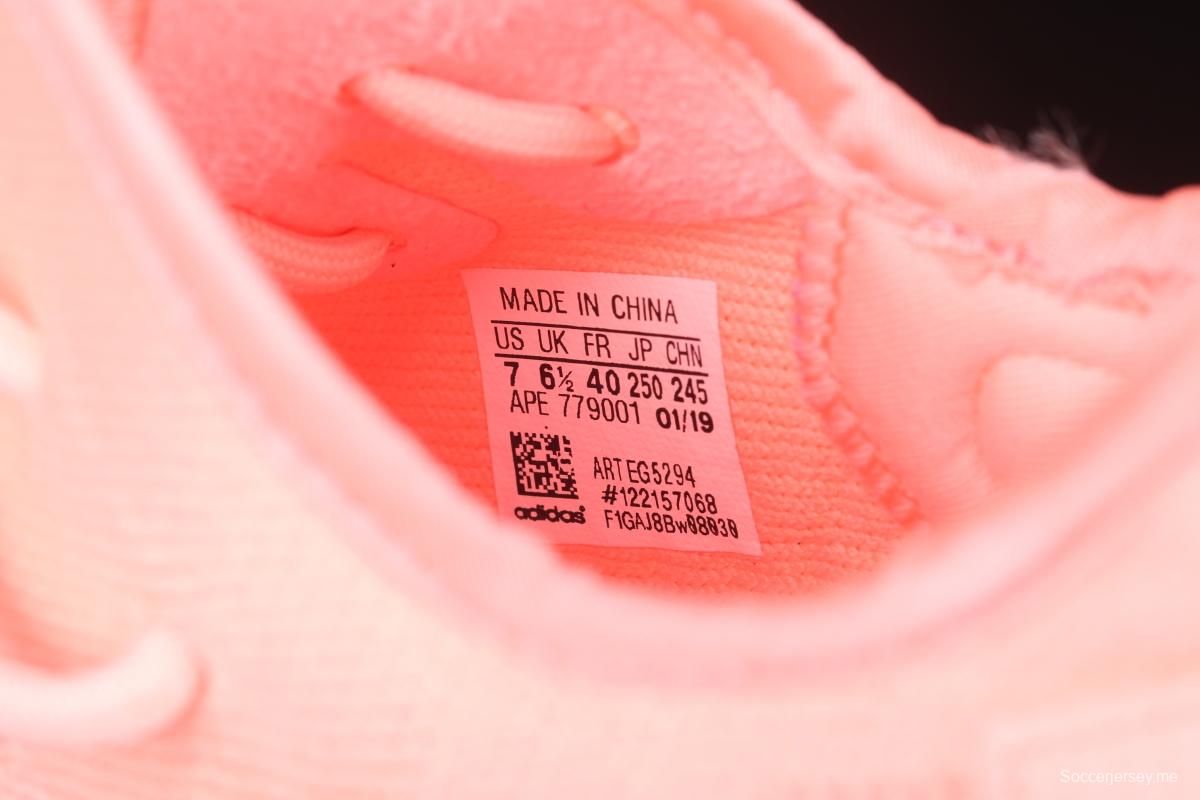 MADE IN CHINA
US UK FR JP CHN
7 6½ 40 250 245
APE 779001 01/19
ART EG5294
#122157068
adidas F1GAJ8Bw08030
Soccerjersey.me